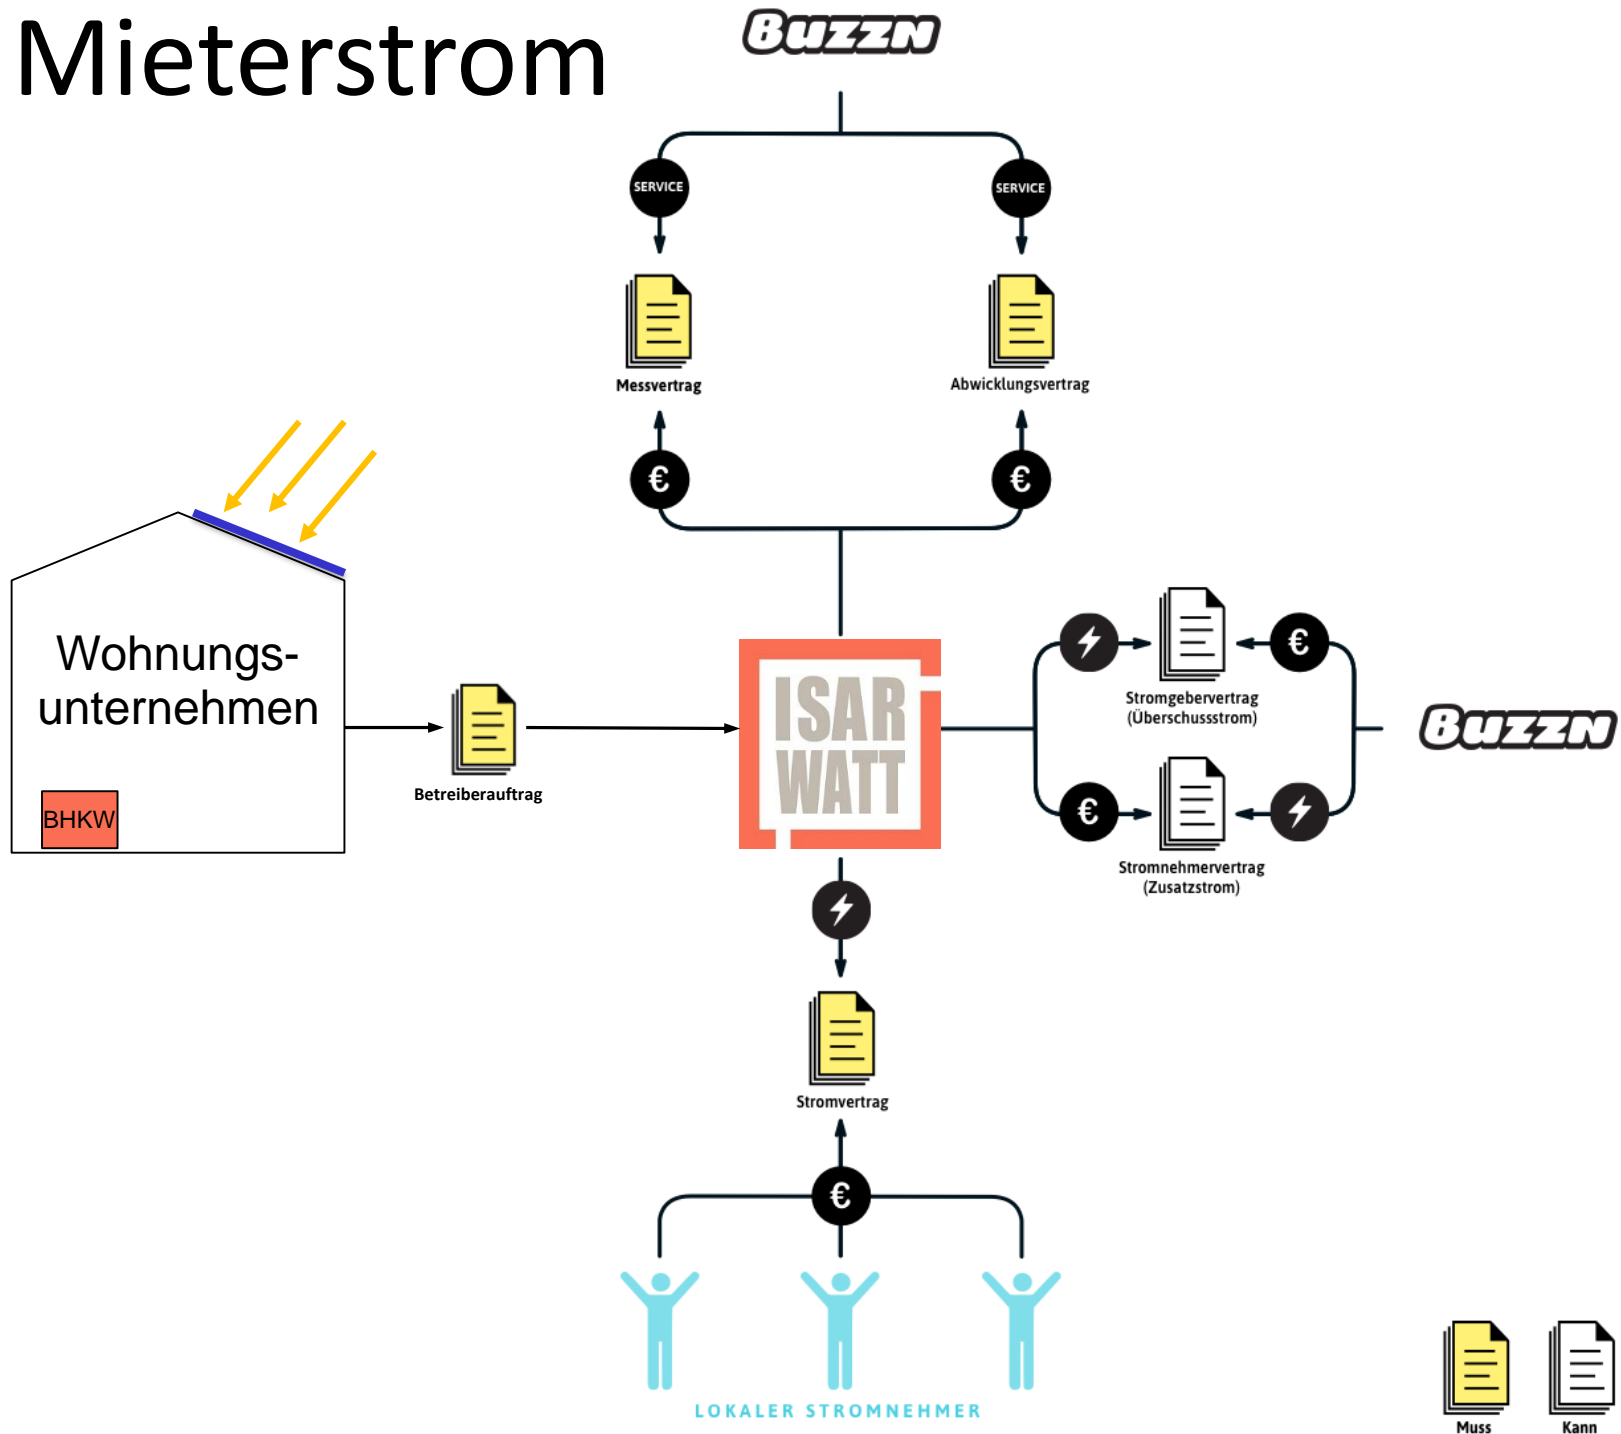 Mieterstrom
BUZZN
SERVICE
SERVICE
Messvertrag
Abwicklungsvertrag
€
€
Wohnungs-
unternehmen
BHKW
Betreiberauftrag
ISAR
WATT
€
Stromgebervertrag
(Überschussstrom)
BUZZN
€
Stromnehmervertrag
(Zusatzstrom)
Stromvertrag
€
LOKALER STROMNEHMER
Muss
Kann